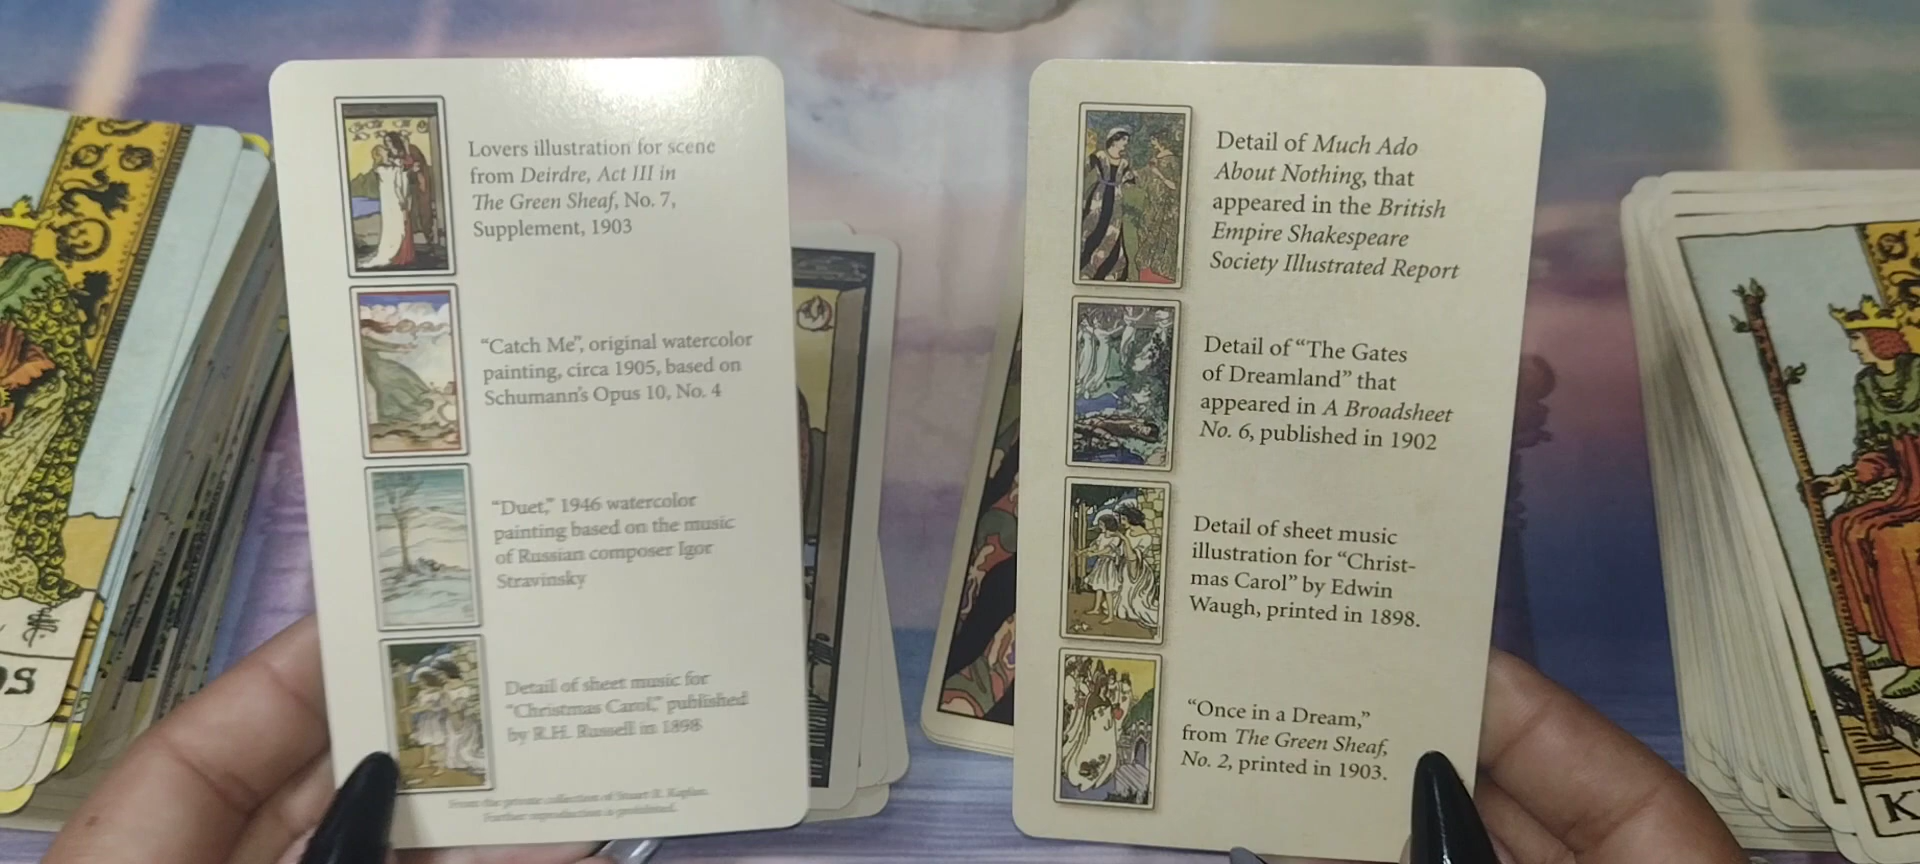 Lovers illustration for scene
from Deirdre, Act III in
The Green Sheaf, No. 7,
Supplement, 1903
“Catch Me”, original watercolor
painting, circa 1905, based on
Schumann’s Opus 10, No. 4
“Duet,” 1946 watercolor
painting based on the music
of Russian composer Igor
Stravinsky
Detail of sheet music for
“Christmas Carol,” published
by R.H. Russell in 1898
From the private collection of Stuart R. Kaplan.
Further reproduction is prohibited.
Detail of Much Ado
About Nothing, that
appeared in the British
Empire Shakespeare
Society Illustrated Report
Detail of “The Gates
of Dreamland” that
appeared in A Broadsheet
No. 6, published in 1902
Detail of sheet music
illustration for “Christ-
mas Carol” by Edwin
Waugh, printed in 1898.
“Once in a Dream,”
from The Green Sheaf,
No. 2, printed in 1903.